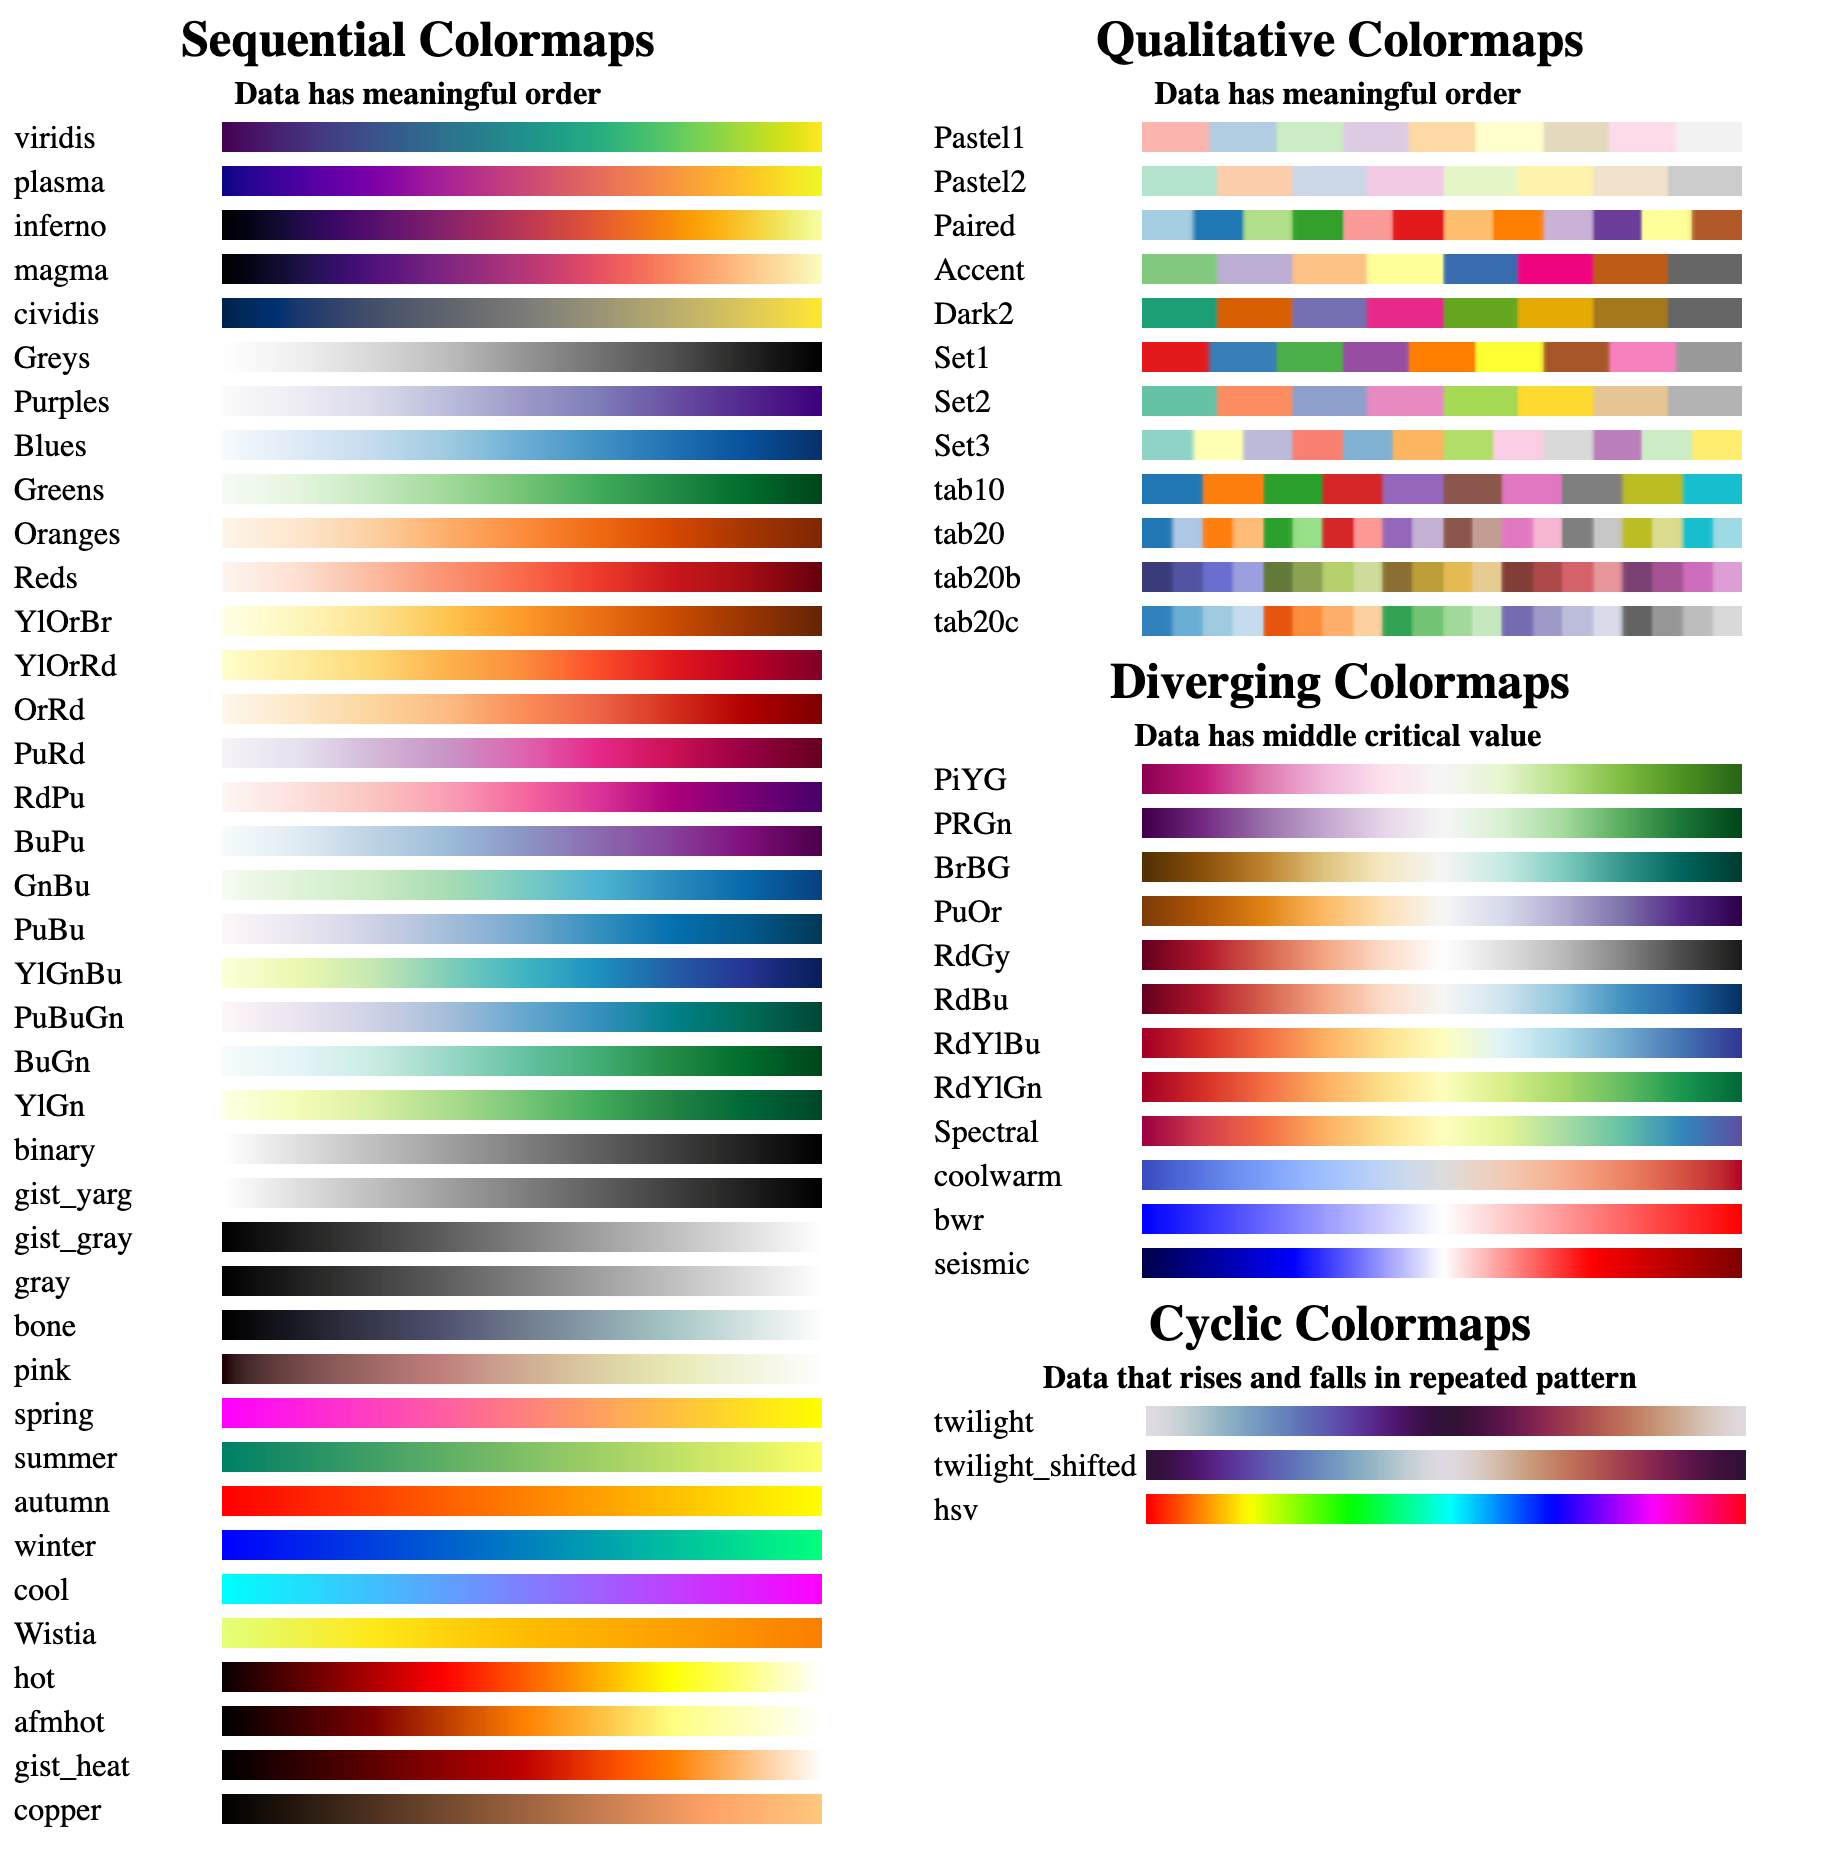 Sequential Colormaps
Data has meaningful order
viridis
plasma
inferno
magma
cividis
Greys
Purples
Blues
Greens
Oranges
Reds
YlOrBr
YlOrRd
OrRd
PuRd
RdPu
BuPu
GnBu
PuBu
YlGnBu
PuBuGn
BuGn
YlGn
binary
gist_yarg
gist_gray
gray
bone
pink
spring
summer
autumn
winter
cool
Wistia
hot
afmhot
gist_heat
copper
Qualitative Colormaps
Data has meaningful order
Pastel1
Pastel2
Paired
Accent
Dark2
Set1
Set2
Set3
tab10
tab20
tab20b
tab20c
Diverging Colormaps
Data has middle critical value
PiYG
PRGn
BrBG
PuOr
RdGy
RdBu
RdYlBu
RdYlGn
Spectral
coolwarm
bwr
seismic
Cyclic Colormaps
Data that rises and falls in repeated pattern
twilight
twilight_shifted
hsv